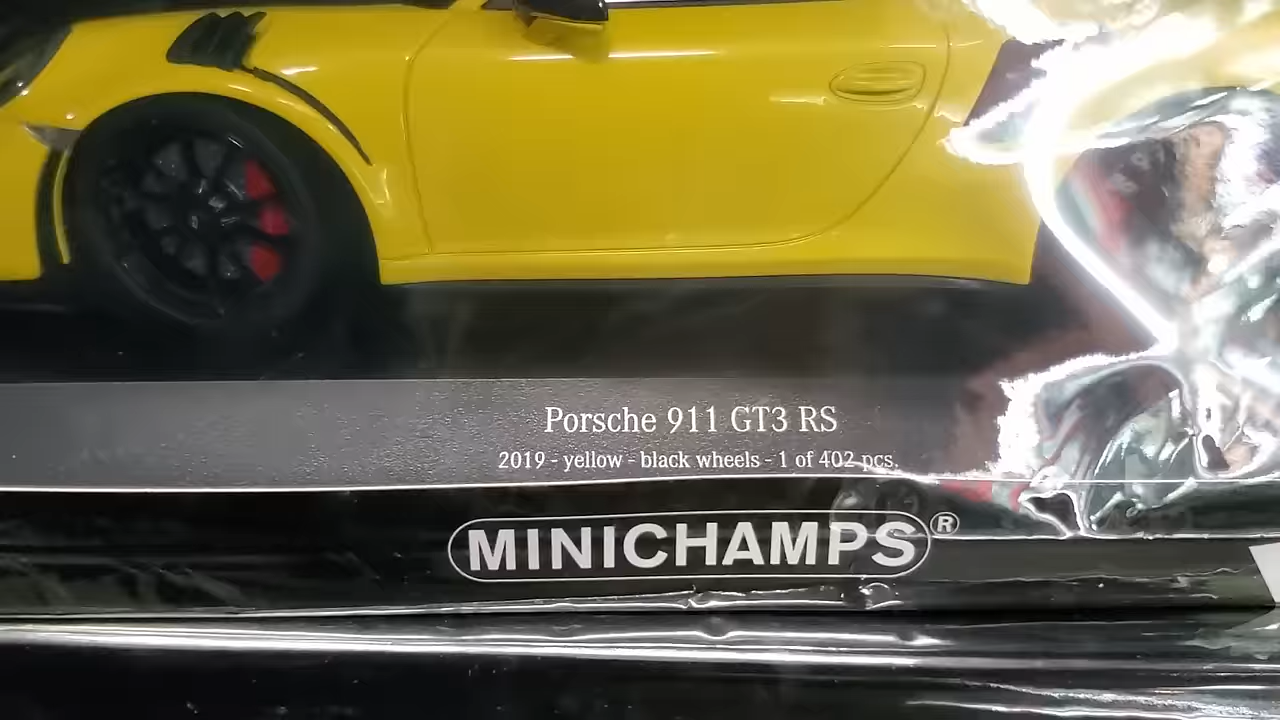 Porsche 911 GT3 RS
2019 - yellow - black wheels - 1 of 402 pcs.
MINICHAMPS®